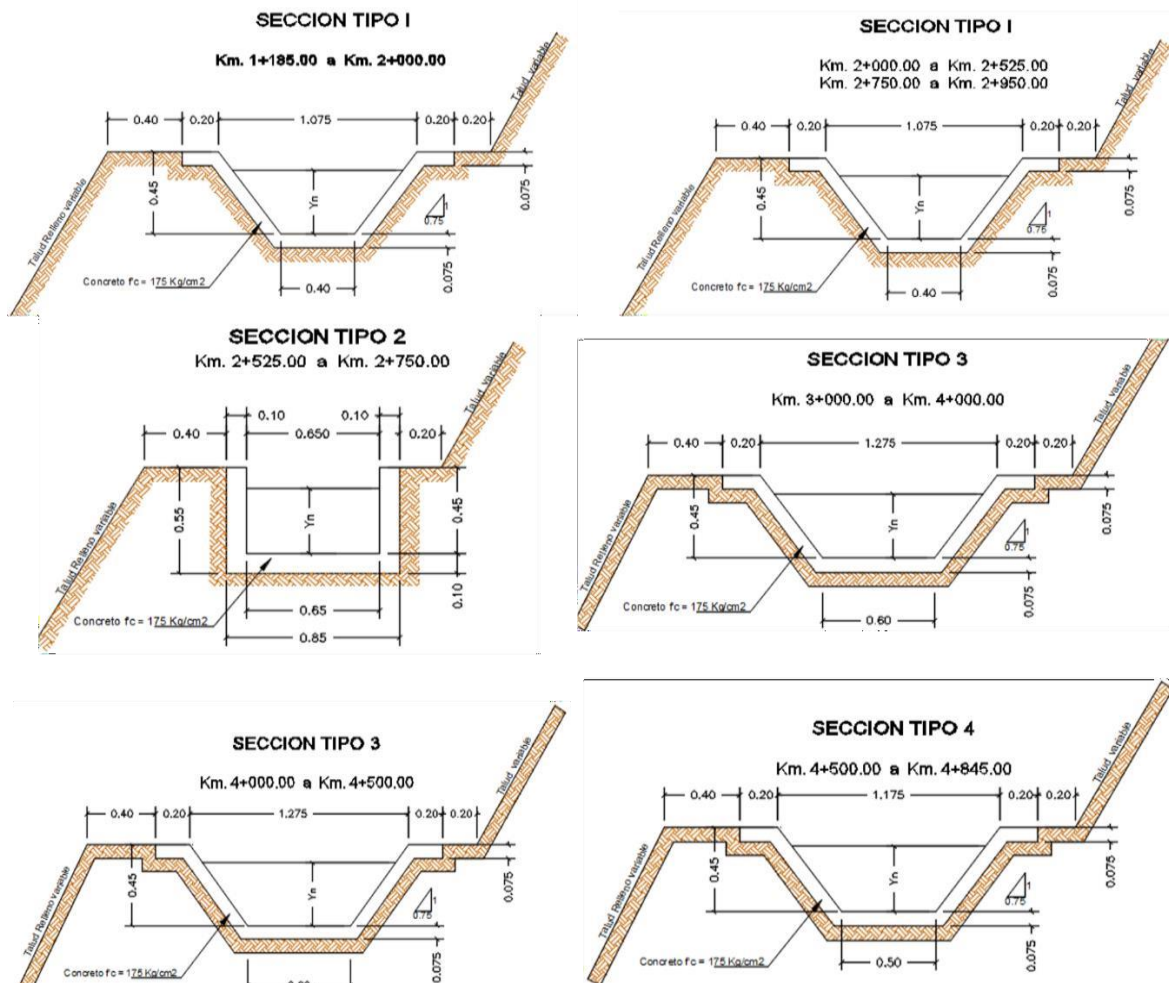 SECCION TIPO I
Km. 1+185.00 a Km. 2+000.00
Talud variable
0.40 0.20 1.075 0.20 0.20
0.45
Yn
1
0.75
0.075
Talud Relleno variable
Concreto fc = 175 Kg/cm2
0.40
0.075
SECCION TIPO I
Km. 2+000.00 a Km. 2+525.00
Km. 2+750.00 a Km. 2+950.00
Talud variable
0.40 0.20 1.075 0.20 0.20
0.45
Yn
1
0.75
0.075
Talud Relleno variable
Concreto fc = 175 Kg/cm2
0.40
0.075
SECCION TIPO 2
Km. 2+525.00 a Km. 2+750.00
Talud variable
0.10 0.10
0.40 0.650 0.20
0.55
Yn
0.45
Talud Relleno variable
0.10
0.65
Concreto fc = 175 Kg/cm2
0.85
SECCION TIPO 3
Km. 3+000.00 a Km. 4+000.00
Talud variable
0.40 0.20 1.275 0.20 0.20
0.45
Yn
1
0.75
0.075
Talud Relleno variable
Concreto fc = 175 Kg/cm2
0.60
0.075
SECCION TIPO 3
Km. 4+000.00 a Km. 4+500.00
Talud variable
0.40 0.20 1.275 0.20 0.20
0.45
Yn
1
0.75
0.075
Talud Relleno variable
Concreto fc = 175 Kg/cm2
0.075
SECCION TIPO 4
Km. 4+500.00 a Km. 4+845.00
Talud variable
0.40 0.20 1.175 0.20 0.20
0.45
Yn
1
0.75
0.075
Talud Relleno variable
Concreto fc = 175 Kg/cm2
0.50
0.075